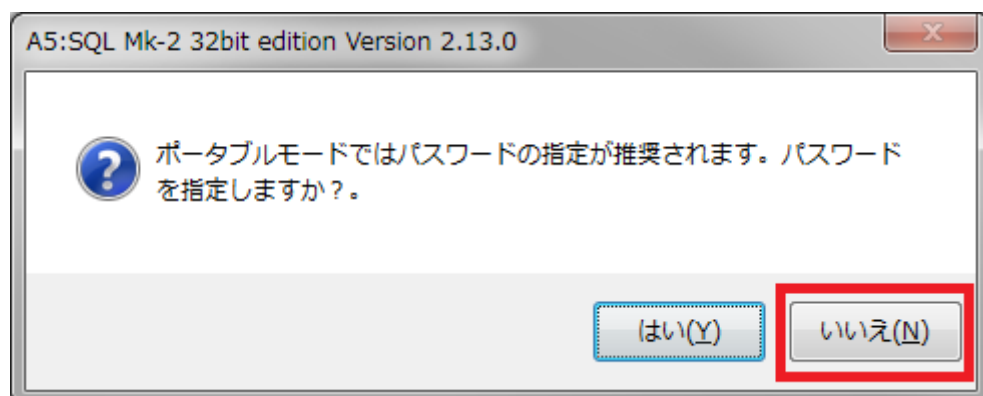 A5:SQL Mk-2 32bit edition Version 2.13.0
ポータブルモードではパスワードの指定が推奨されます。パスワード
を指定しますか？。
はい(Y)
いいえ(N)